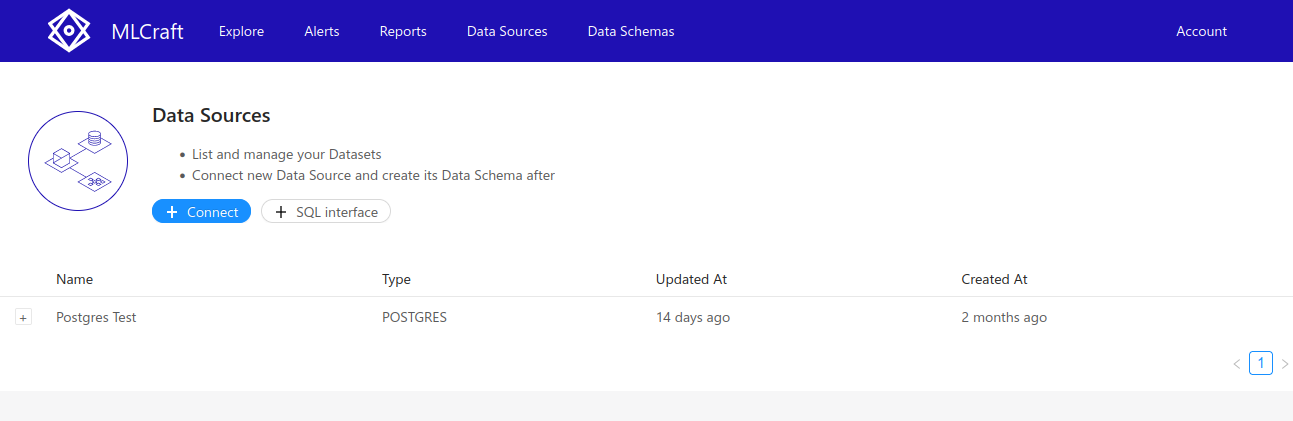 MLCraft Explore Alerts Reports Data Sources Data Schemas Account
Data Sources
List and manage your Datasets
Connect new Data Source and create its Data Schema after
+ Connect + SQL interface
Name Type Updated At Created At
+ Postgres Test POSTGRES 14 days ago 2 months ago
< 1 >